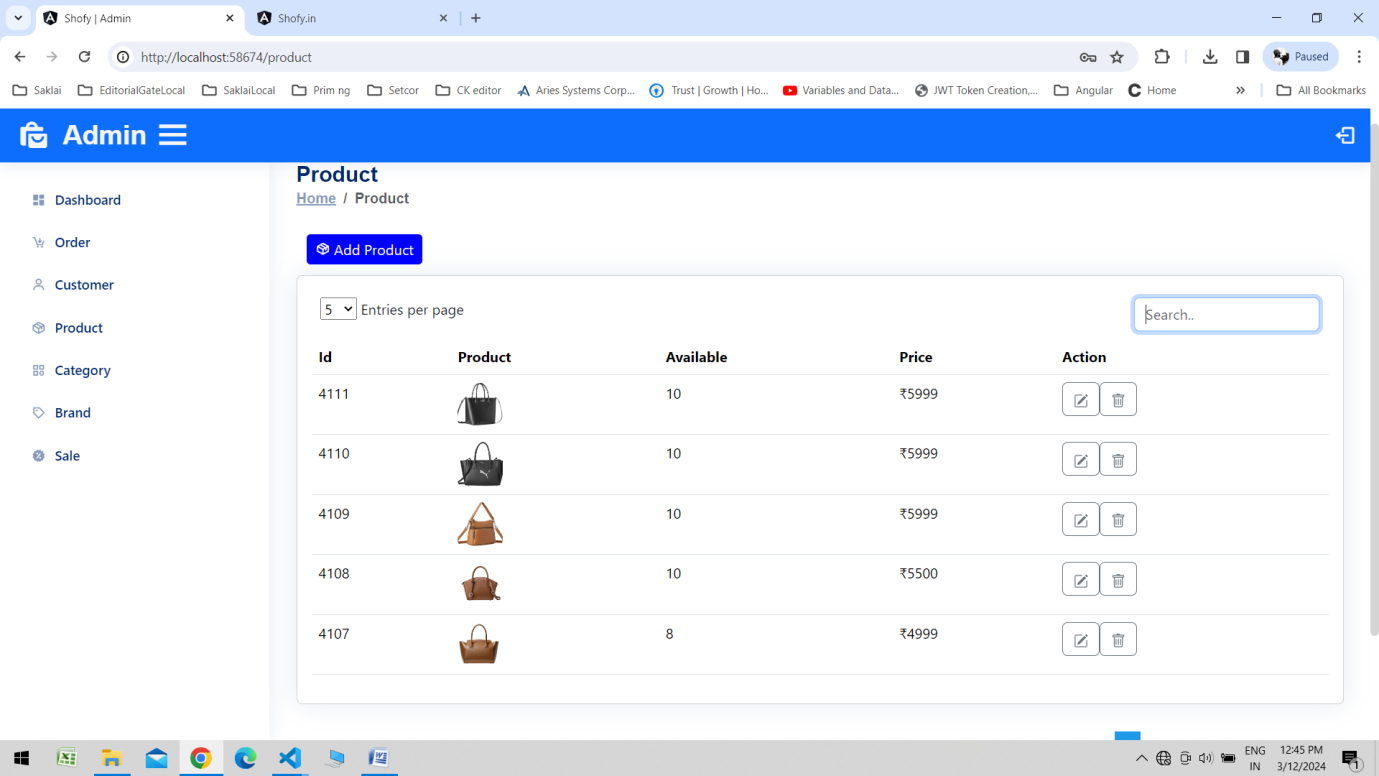 Shofy | Admin
Shofy.in
http://localhost:58674/product
Paused
Saklai
EditorialGateLocal
SaklaiLocal
Prim ng
Setcor
CK editor
Aries Systems Corp...
Trust | Growth | Ho...
Variables and Data...
JWT Token Creation,...
Angular
Home
All Bookmarks
Admin
Dashboard
Order
Customer
Product
Category
Brand
Sale
Product
Home / Product
Add Product
5 Entries per page
Search..
Id Product Available Price Action
4111 10 ₹5999
4110 10 ₹5999
4109 10 ₹5999
4108 10 ₹5500
4107 8 ₹4999
ENG
IN
12:45 PM
3/12/2024
1